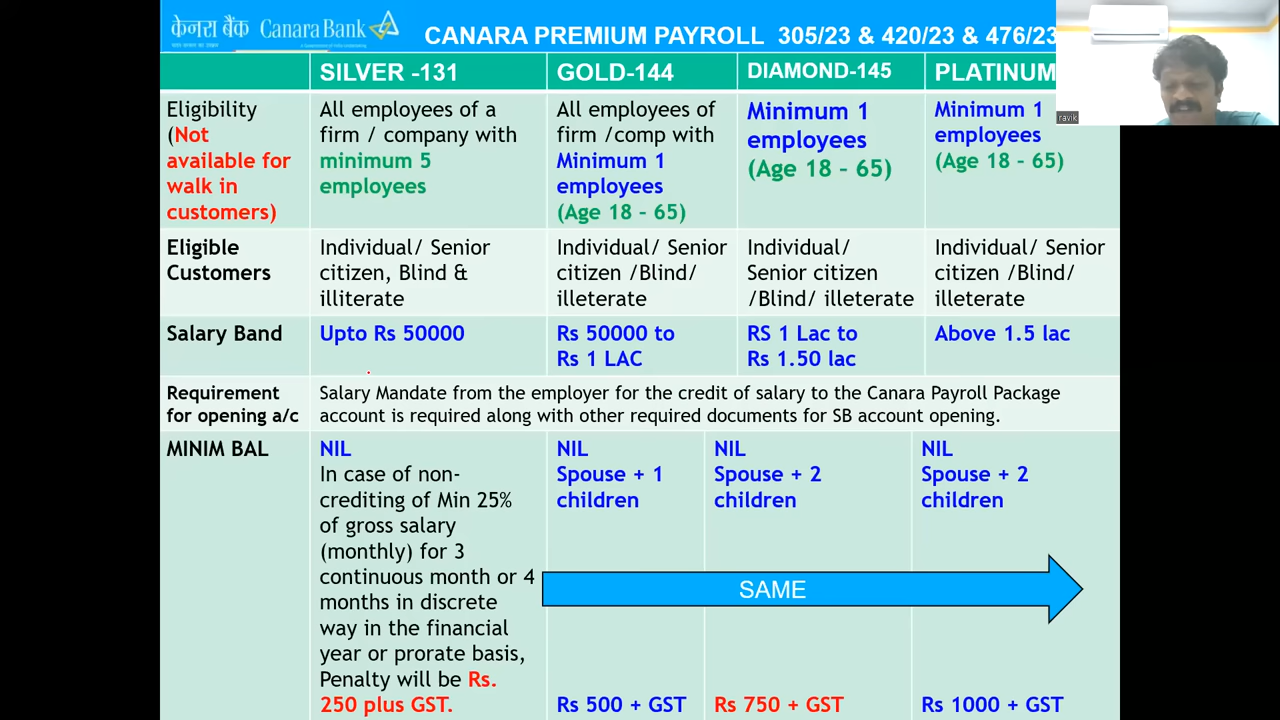 केनरा बैंक Canara Bank
CANARA PREMIUM PAYROLL 305/23 & 420/23 & 476/23
SILVER -131
GOLD-144
DIAMOND-145
PLATINUM
ravik
Eligibility
(Not
available for
walk in
customers)
All employees of a
firm / company with
minimum 5
employees
All employees of
firm /comp with
Minimum 1
employees
(Age 18 – 65)
Minimum 1
employees
(Age 18 – 65)
Minimum 1
employees
(Age 18 – 65)
Eligible
Customers
Individual/ Senior
citizen, Blind &
illiterate
Individual/ Senior
citizen /Blind/
illeterate
Individual/
Senior citizen
/Blind/ illeterate
Individual/ Senior
citizen /Blind/
illeterate
Salary Band
Upto Rs 50000
Rs 50000 to
Rs 1 LAC
RS 1 Lac to
Rs 1.50 lac
Above 1.5 lac
Requirement
for opening a/c
Salary Mandate from the employer for the credit of salary to the Canara Payroll Package
account is required along with other required documents for SB account opening.
MINIM BAL
NIL
In case of non-
crediting of Min 25%
of gross salary
(monthly) for 3
continuous month or 4
months in discrete
way in the financial
year or prorate basis,
Penalty will be Rs.
250 plus GST.
NIL
Spouse + 1
children
NIL
Spouse + 2
children
NIL
Spouse + 2
children
SAME
Rs 500 + GST
Rs 750 + GST
Rs 1000 + GST